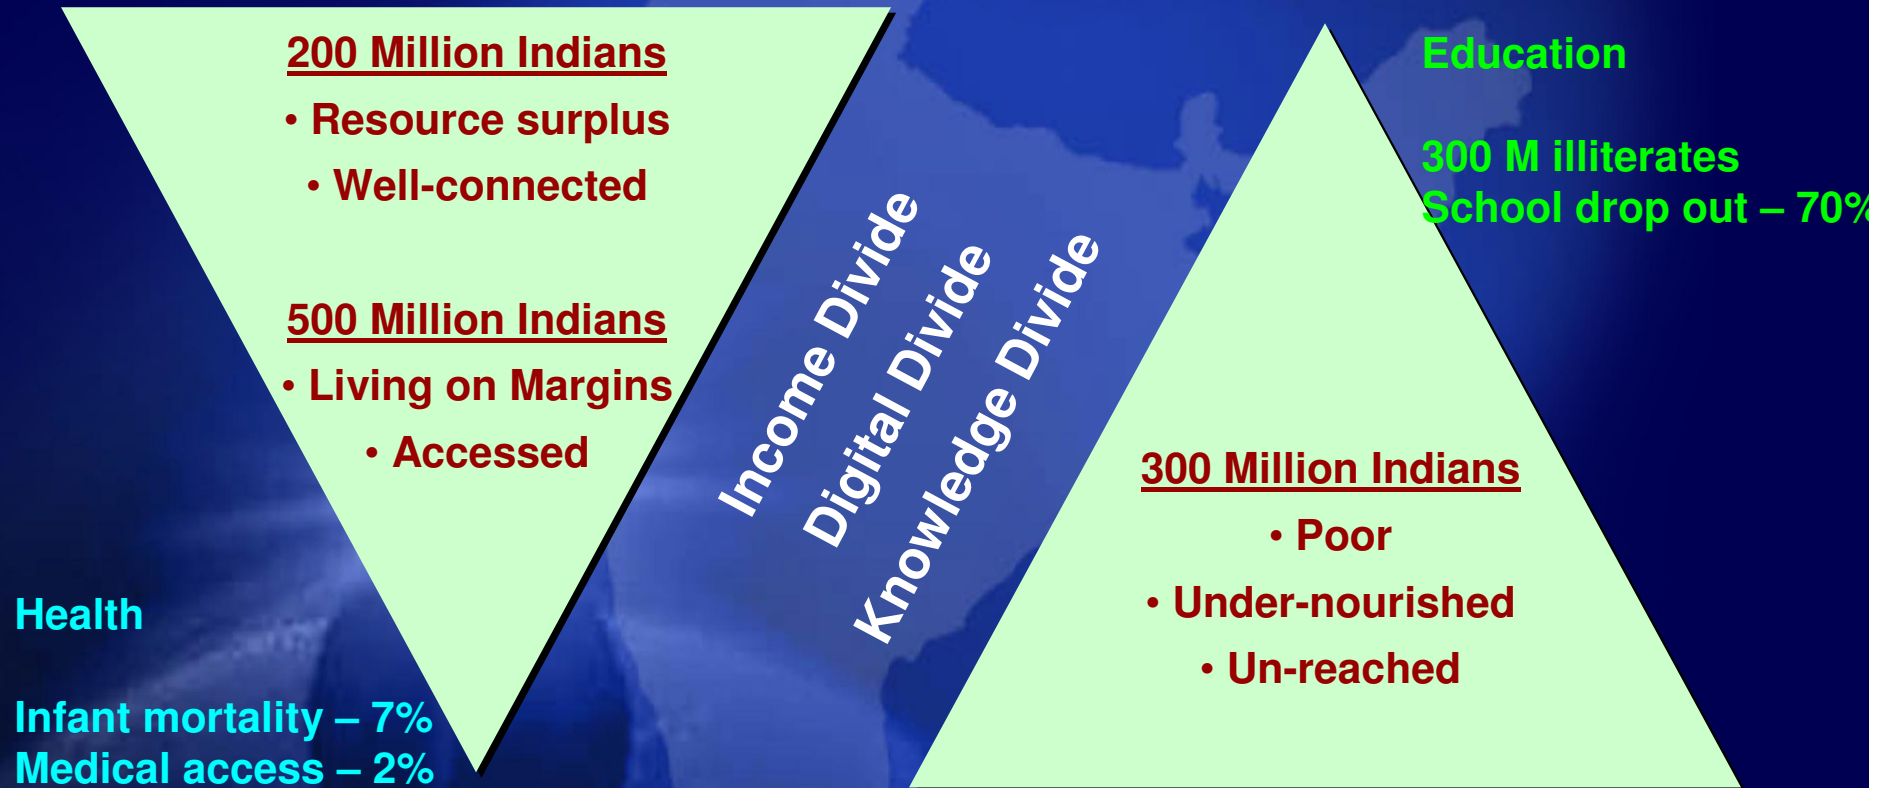 200 Million Indians
• Resource surplus
• Well-connected
500 Million Indians
• Living on Margins
• Accessed
Health
Infant mortality – 7%
Medical access – 2%
Income Divide
Digital Divide
Knowledge Divide
Education
300 M illiterates
School drop out – 70%
300 Million Indians
• Poor
• Under-nourished
• Un-reached